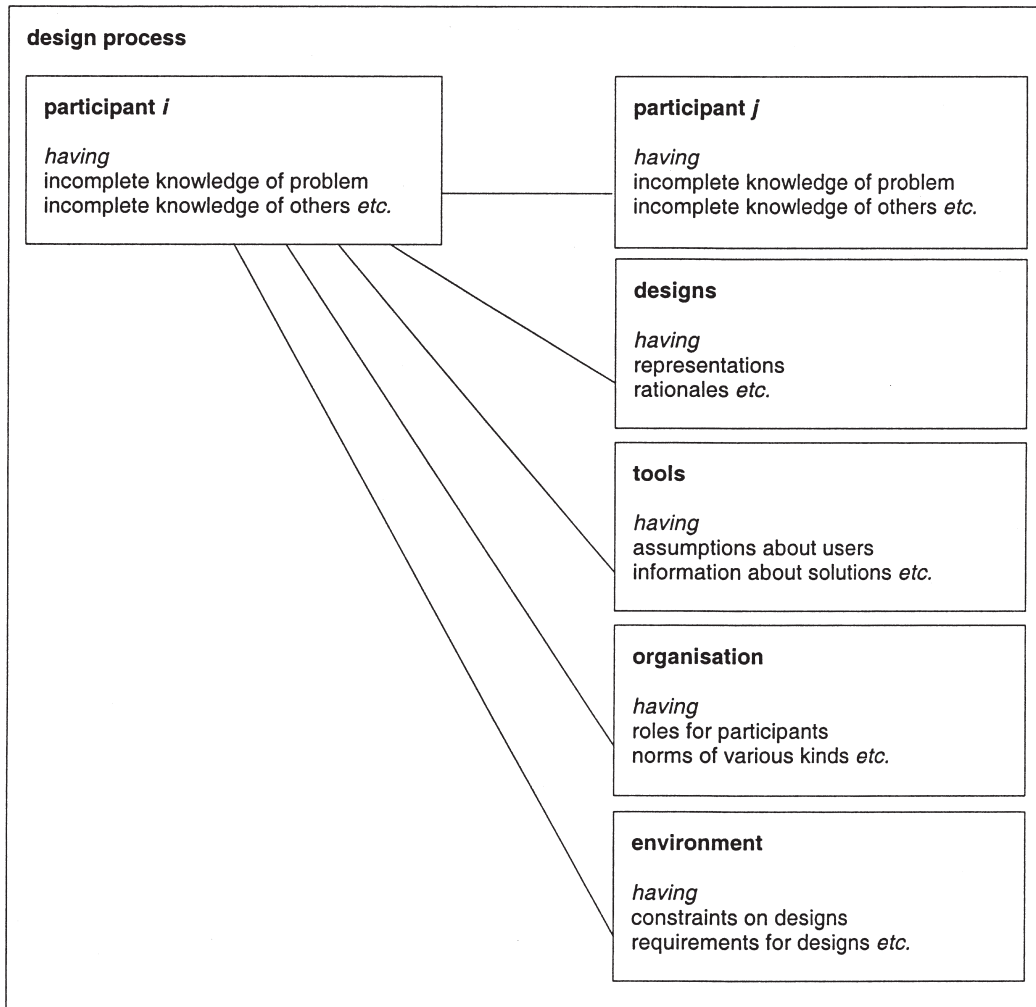 design process
participant i
having
incomplete knowledge of problem
incomplete knowledge of others etc.
participant j
having
incomplete knowledge of problem
incomplete knowledge of others etc.
designs
having
representations
rationales etc.
tools
having
assumptions about users
information about solutions etc.
organisation
having
roles for participants
norms of various kinds etc.
environment
having
constraints on designs
requirements for designs etc.